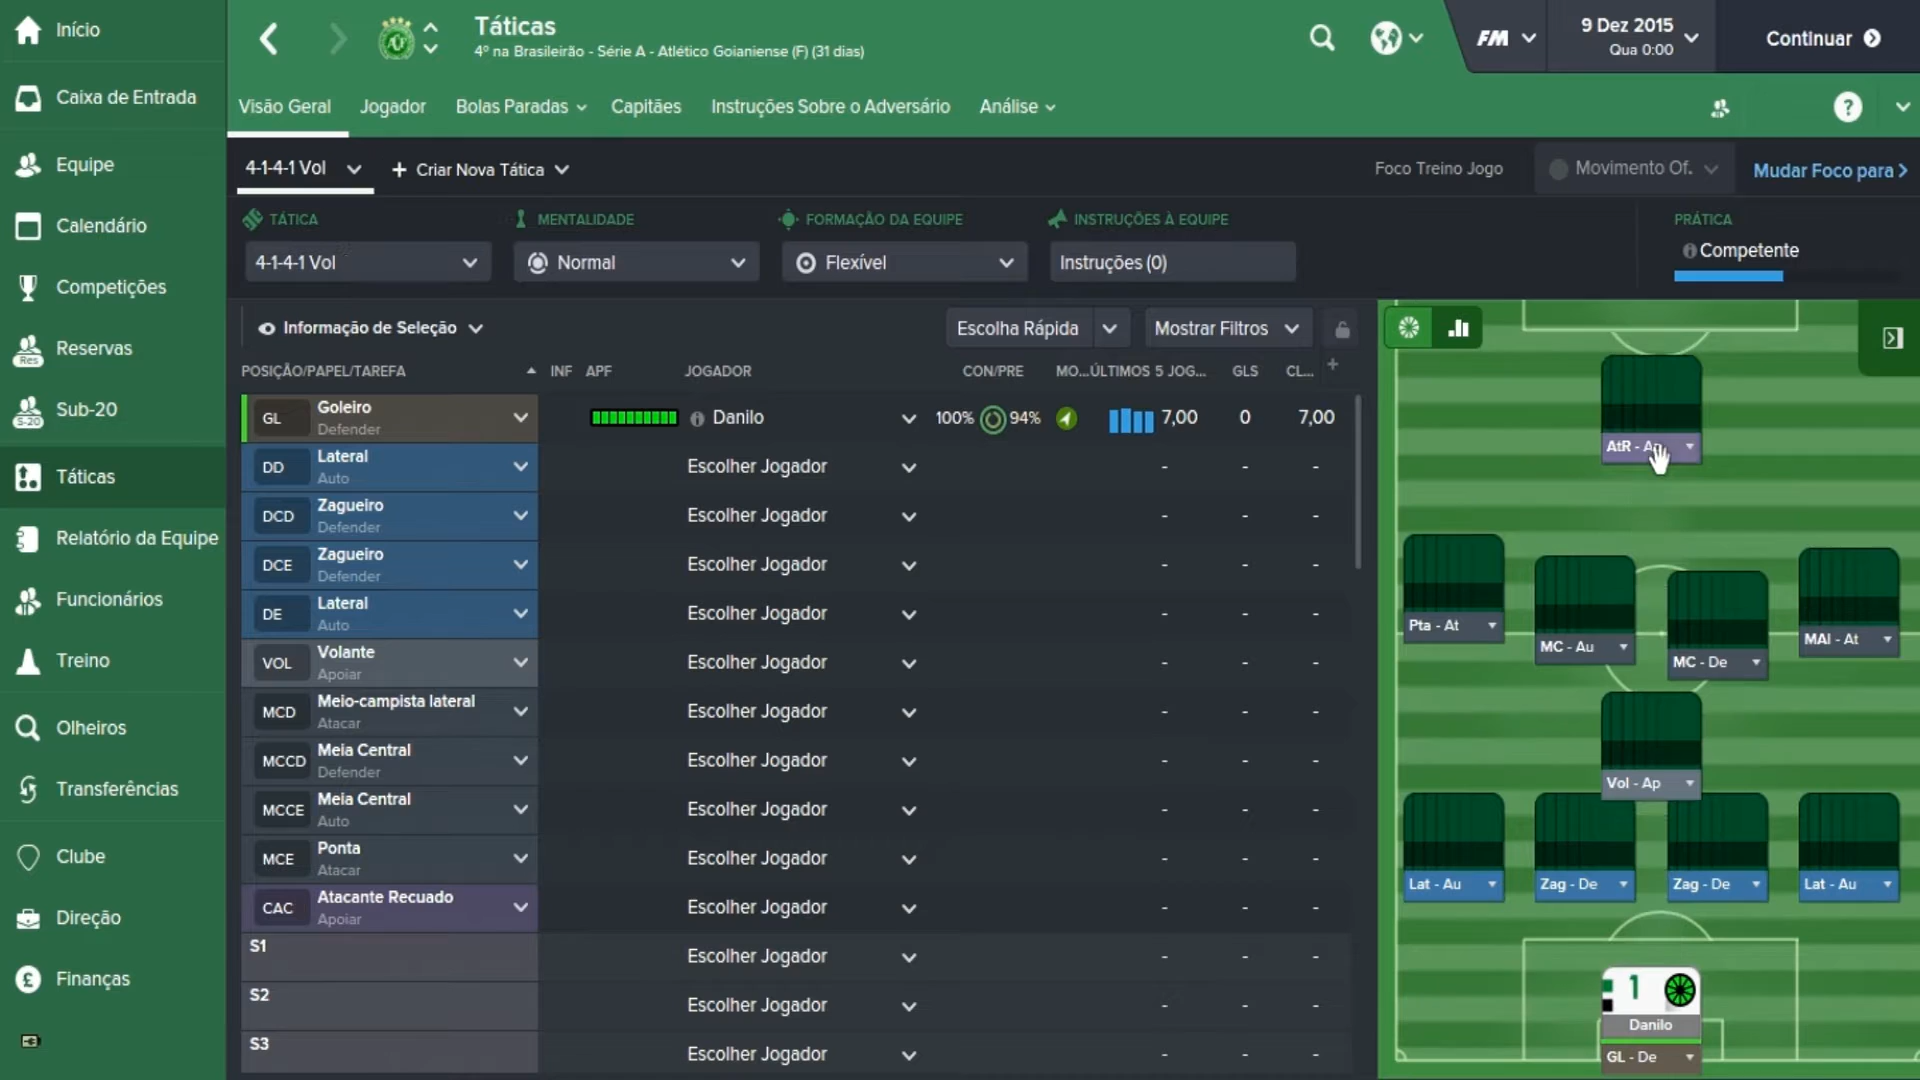 Início
Caixa de Entrada
Equipe
Calendário
Competições
Res
Reservas
S-20
Sub-20
Táticas
Relatório da Equipe
Funcionários
Treino
Olheiros
Transferências
Clube
Direção
Finanças
Táticas
4º na Brasileirão - Série A - Atlético Goianiense (F) (31 dias)
FM
9 Dez 2015
Qua 0:00
Continuar
Visão Geral Jogador Bolas Paradas Capitães Instruções Sobre o Adversário Análise
?
4-1-4-1 Vol
+ Criar Nova Tática
Foco Treino Jogo
Movimento Of.
Mudar Foco para >
TÁTICA
4-1-4-1 Vol
MENTALIDADE
Normal
FORMAÇÃO DA EQUIPE
Flexível
INSTRUÇÕES À EQUIPE
Instruções (0)
PRÁTICA
Competente
Informação de Seleção
Escolha Rápida
Mostrar Filtros
POSIÇÃO/PAPEL/TAREFA INF APF JOGADOR CON/PRE MO... ÚLTIMOS 5 JOG... GLS CL... +
GL Goleiro Danilo 100% 94% 7,00 0 7,00
Defender
DD Lateral Escolher Jogador - - -
Auto
DCD Zagueiro Escolher Jogador - - -
Defender
DCE Zagueiro Escolher Jogador - - -
Defender
DE Lateral Escolher Jogador - - -
Auto
VOL Volante Escolher Jogador - - -
Apoiar
MCD Meio-campista lateral Escolher Jogador - - -
Atacar
MCCD Meia Central Escolher Jogador - - -
Defender
MCCE Meia Central Escolher Jogador - - -
Auto
MCE Ponta Escolher Jogador - - -
Atacar
CAC Atacante Recuado Escolher Jogador - - -
Apoiar
S1 Escolher Jogador - - -
S2 Escolher Jogador - - -
S3 Escolher Jogador - - -
AtR -
Pta - At
MC - Au
MC - De
MAl - At
Vol - Ap
Lat - Au
Zag - De
Zag - De
Lat - Au
1
Danilo
GL - De